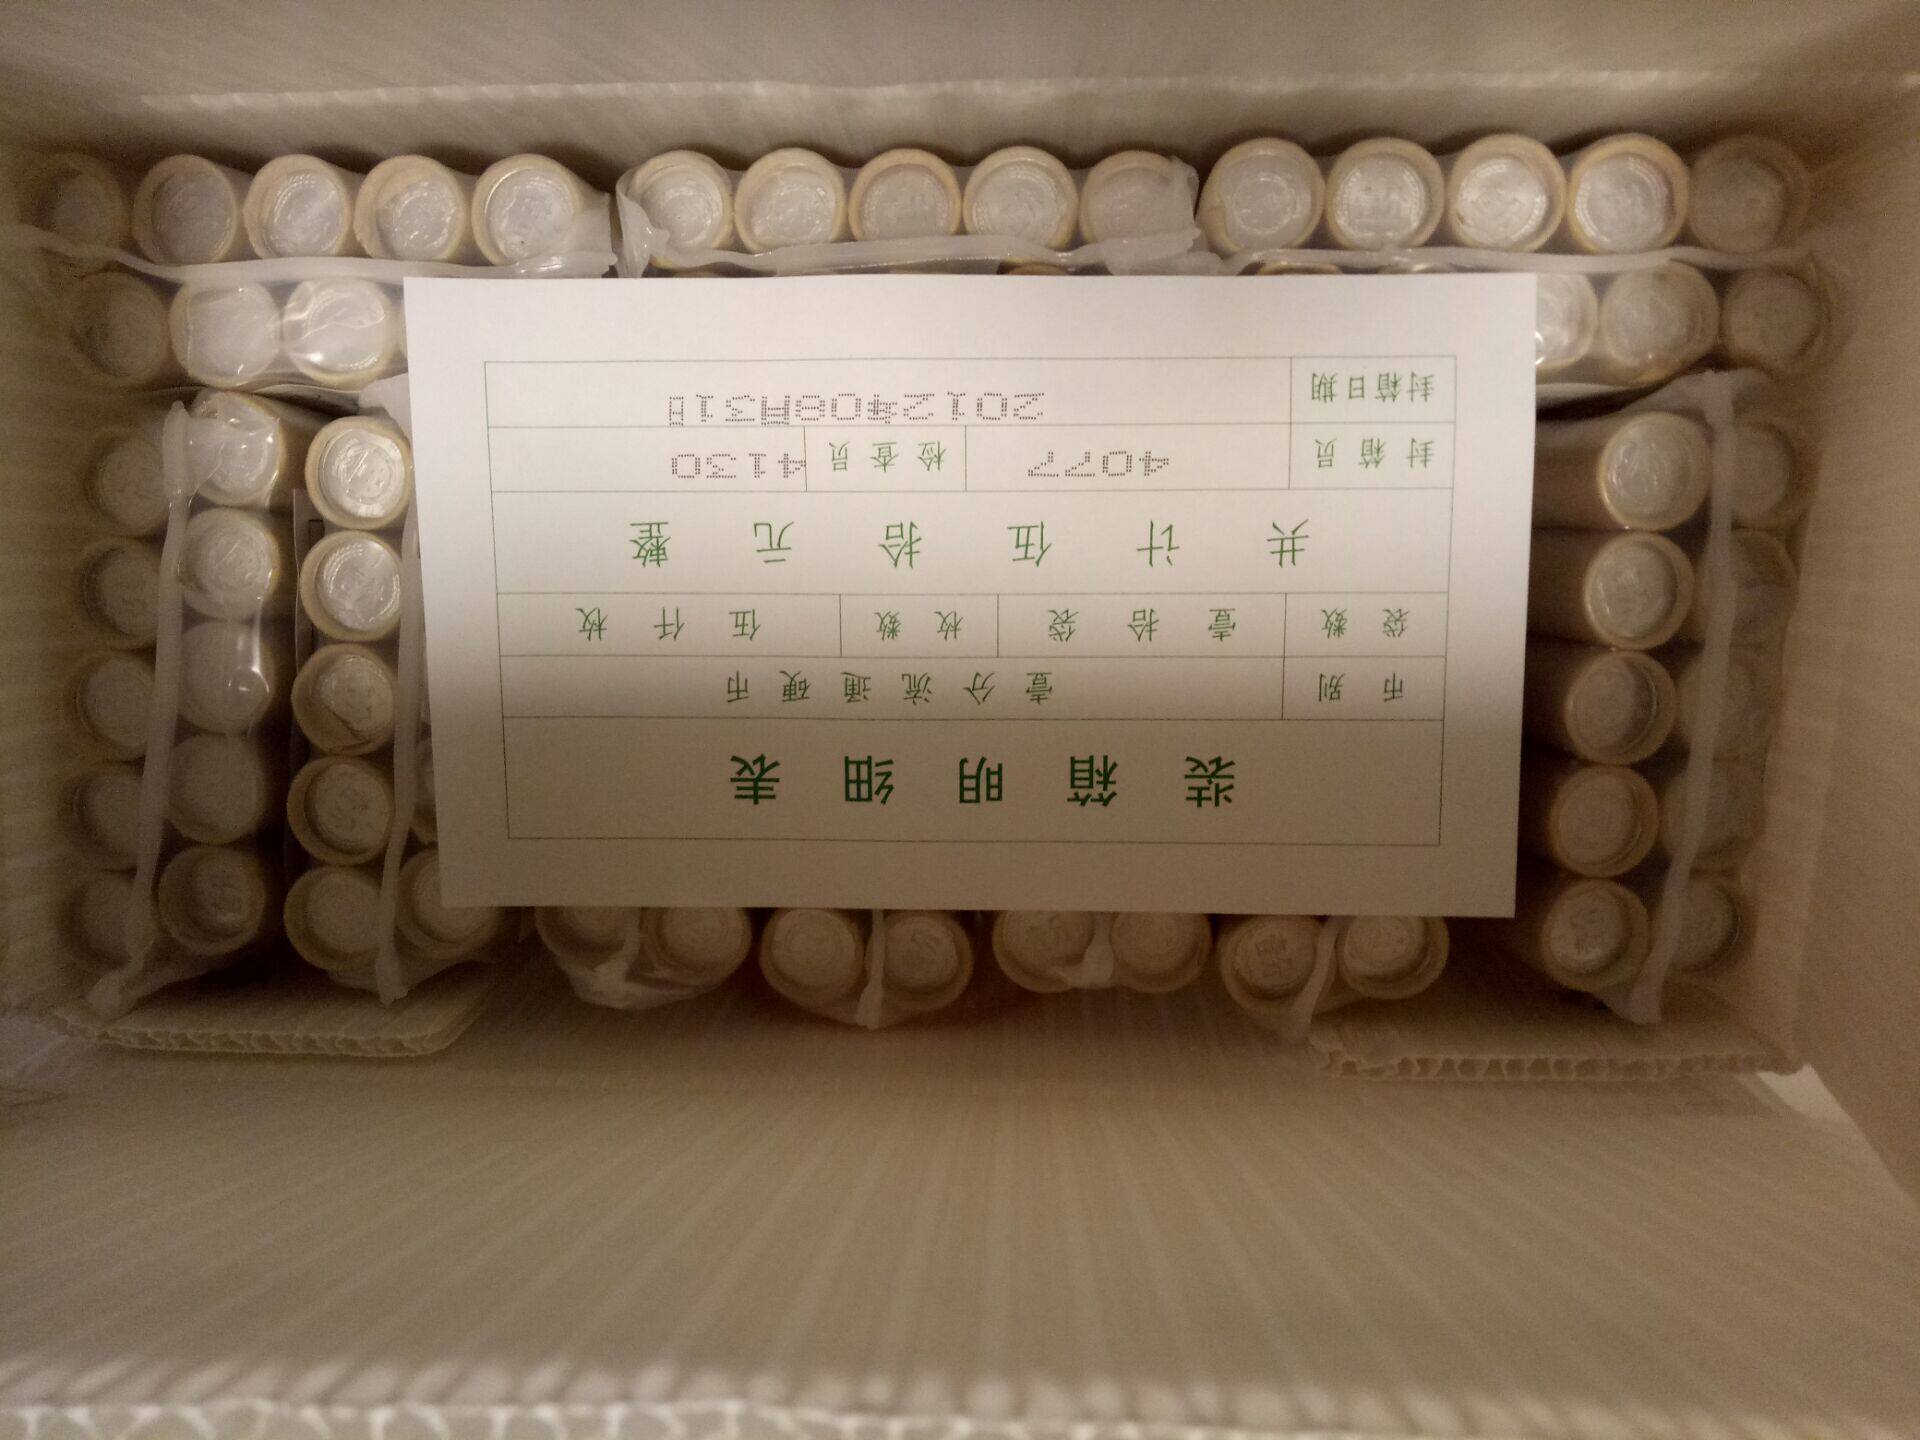 装箱明细表
币别 壹分流通硬币
袋数 壹拾袋 枚数 伍仟枚
共计伍拾元整
封箱员 4077 检查员 4130
封箱日期 2012年08月31日